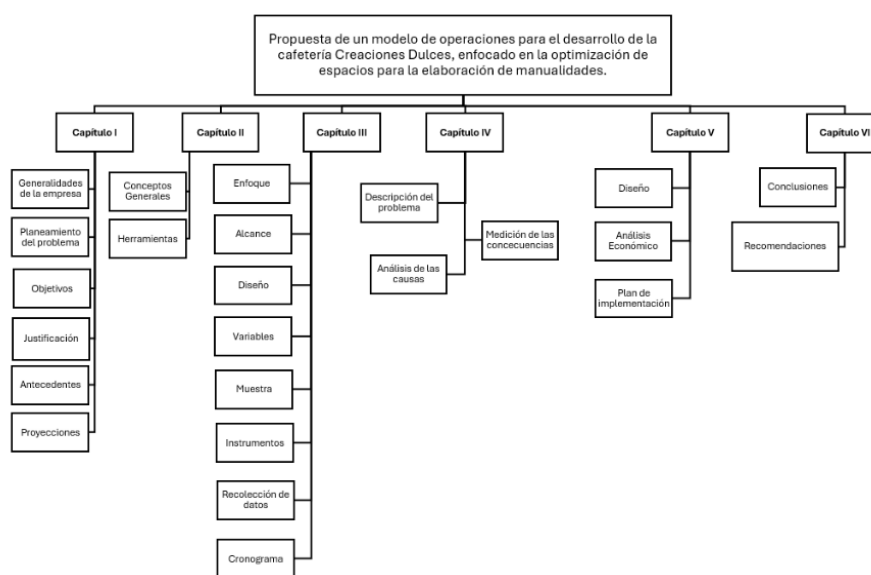 Propuesta de un modelo de operaciones para el desarrollo de la
cafetería Creaciones Dulces, enfocado en la optimización de
espacios para la elaboración de manualidades.
Capítulo I
Generalidades
de la empresa
Planeamiento
del problema
Objetivos
Justificación
Antecedentes
Proyecciones
Capítulo II
Conceptos
Generales
Herramientas
Capítulo III
Enfoque
Alcance
Diseño
Variables
Muestra
Instrumentos
Recolección de
datos
Cronograma
Capítulo IV
Descripción del
problema
Medición de las
concecuencias
Análisis de las
causas
Capítulo V
Diseño
Análisis
Económico
Plan de
implementación
Capítulo VI
Conclusiones
Recomendaciones